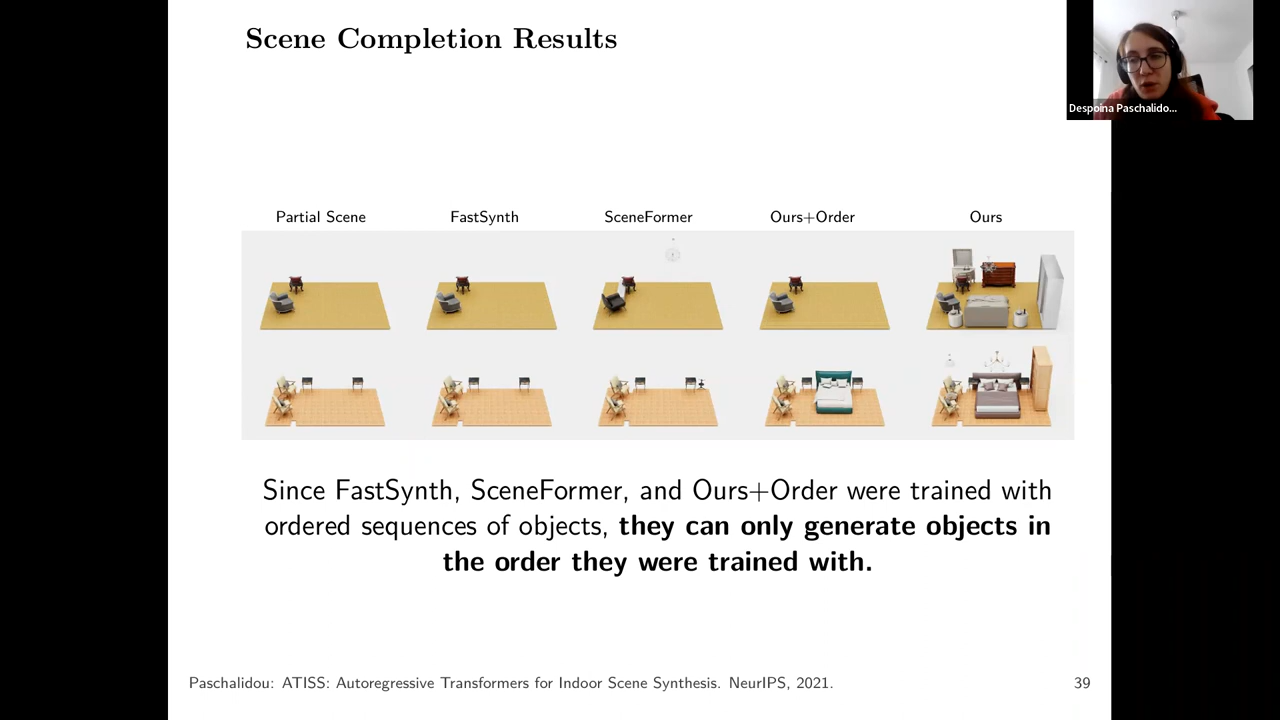 Scene Completion Results
Despoina Paschalido...
Partial Scene FastSynth SceneFormer Ours+Order Ours
Since FastSynth, SceneFormer, and Ours+Order were trained with
ordered sequences of objects, they can only generate objects in
the order they were trained with.
Paschalidou: ATISS: Autoregressive Transformers for Indoor Scene Synthesis. NeurIPS, 2021.
39